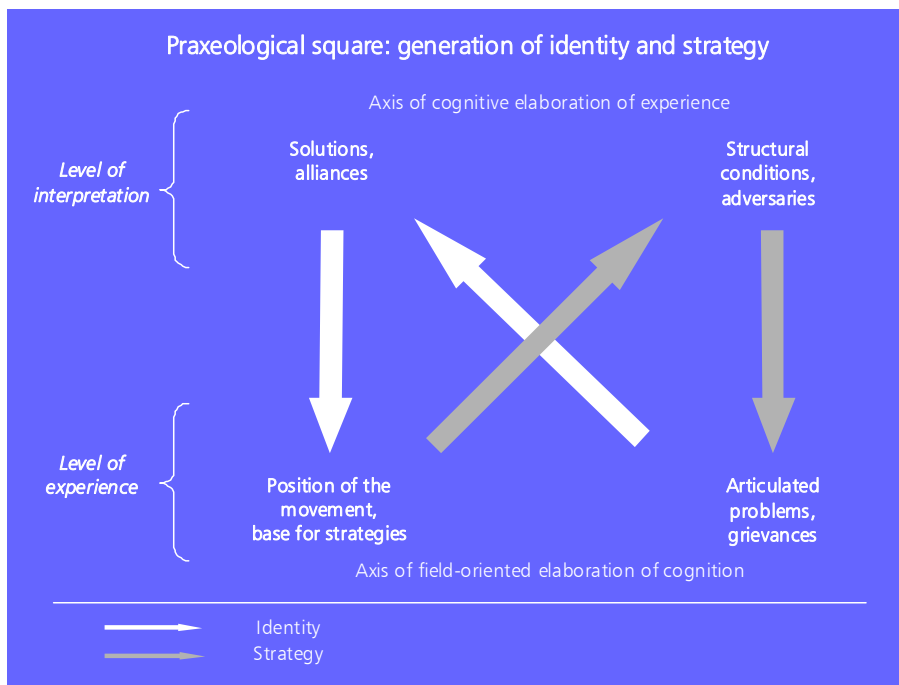 Praxeological square: generation of identity and strategy
Axis of cognitive elaboration of experience
Level of
interpretation
Solutions,
alliances
Structural
conditions,
adversaries
Level of
experience
Position of the
movement,
base for strategies
Articulated
problems,
grievances
Axis of field-oriented elaboration of cognition
Identity
Strategy